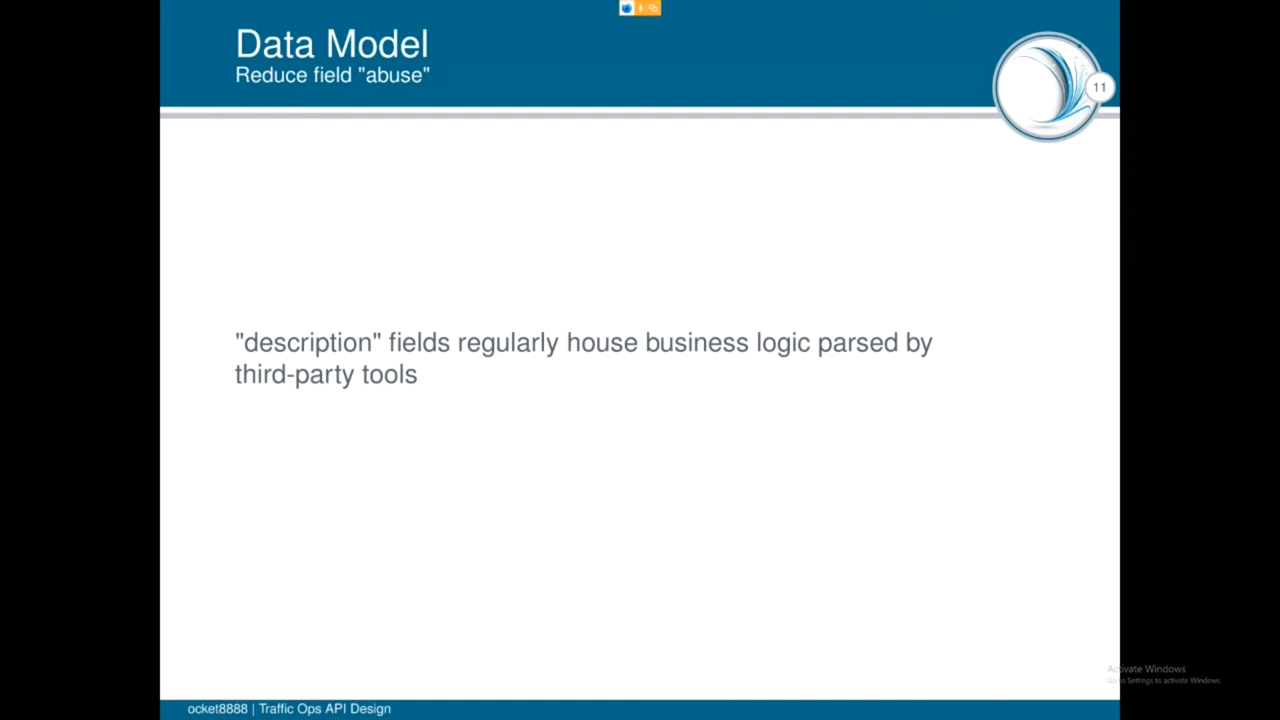 Data Model
Reduce field "abuse"
11
"description" fields regularly house business logic parsed by
third-party tools
Activate Windows
Go to Settings to activate Windows.
ocket8888 | Traffic Ops API Design